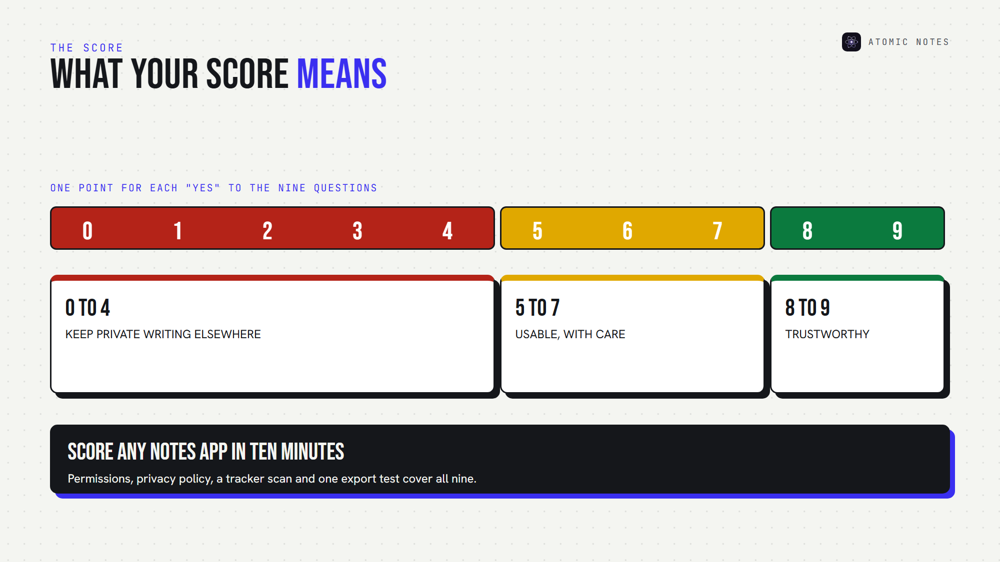 THE SCORE
ATOMIC NOTES
WHAT YOUR SCORE MEANS
ONE POINT FOR EACH "YES" TO THE NINE QUESTIONS
0 1 2 3 4 5 6 7 8 9
0 TO 4
KEEP PRIVATE WRITING ELSEWHERE
5 TO 7
USABLE, WITH CARE
8 TO 9
TRUSTWORTHY
SCORE ANY NOTES APP IN TEN MINUTES
Permissions, privacy policy, a tracker scan and one export test cover all nine.